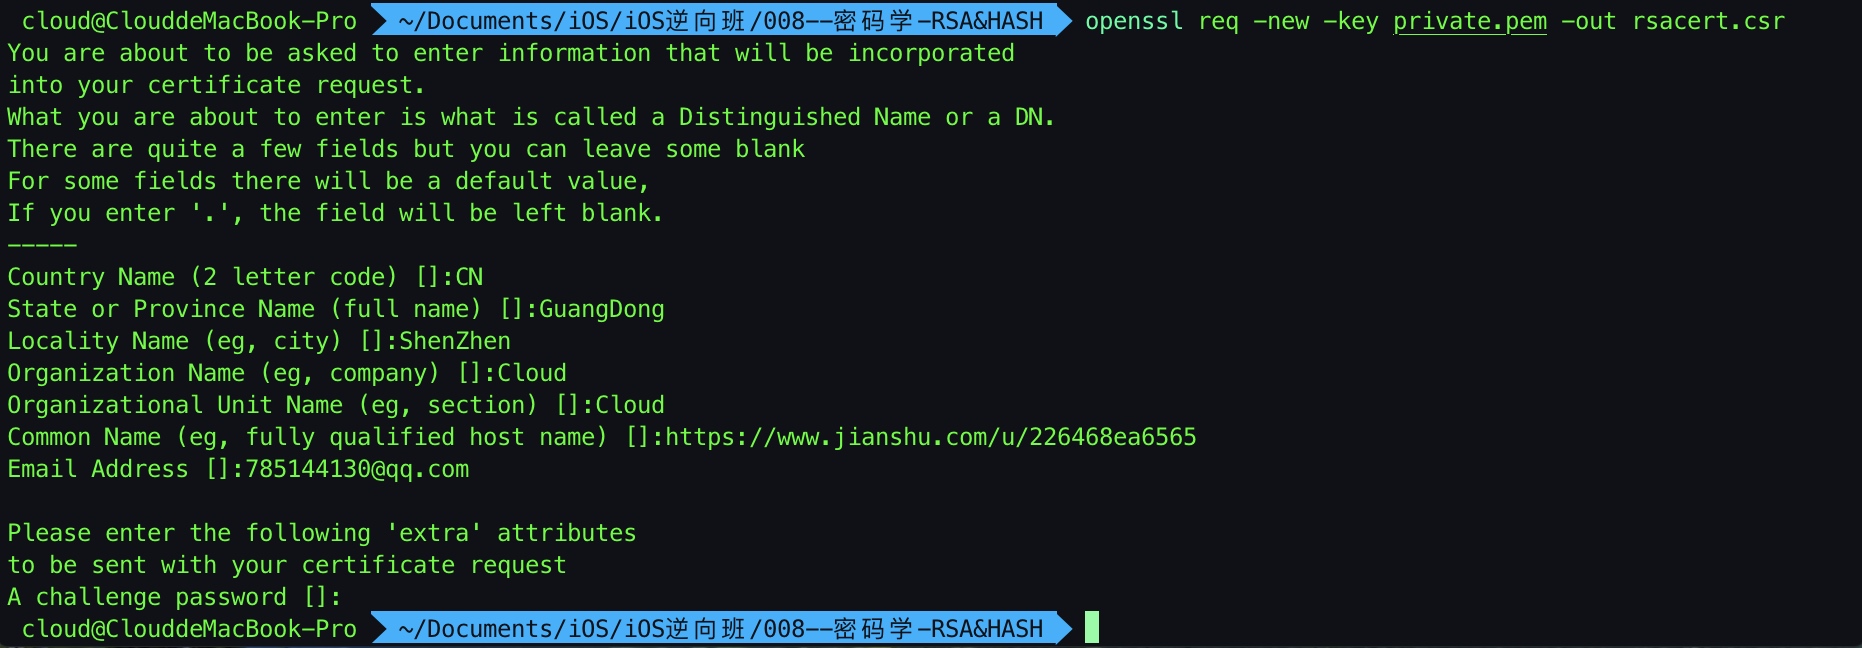 cloud@ClouddeMacBook-Pro ~/Documents/iOS/iOS逆向班/008--密码学-RSA&HASH openssl req -new -key private.pem -out rsacert.csr
You are about to be asked to enter information that will be incorporated
into your certificate request.
What you are about to enter is what is called a Distinguished Name or a DN.
There are quite a few fields but you can leave some blank
For some fields there will be a default value,
If you enter '.', the field will be left blank.
-----
Country Name (2 letter code) []:CN
State or Province Name (full name) []:GuangDong
Locality Name (eg, city) []:ShenZhen
Organization Name (eg, company) []:Cloud
Organizational Unit Name (eg, section) []:Cloud
Common Name (eg, fully qualified host name) []:https://www.jianshu.com/u/226468ea6565
Email Address []:785144130@qq.com
Please enter the following 'extra' attributes
to be sent with your certificate request
A challenge password []:
cloud@ClouddeMacBook-Pro ~/Documents/iOS/iOS逆向班/008--密码学-RSA&HASH